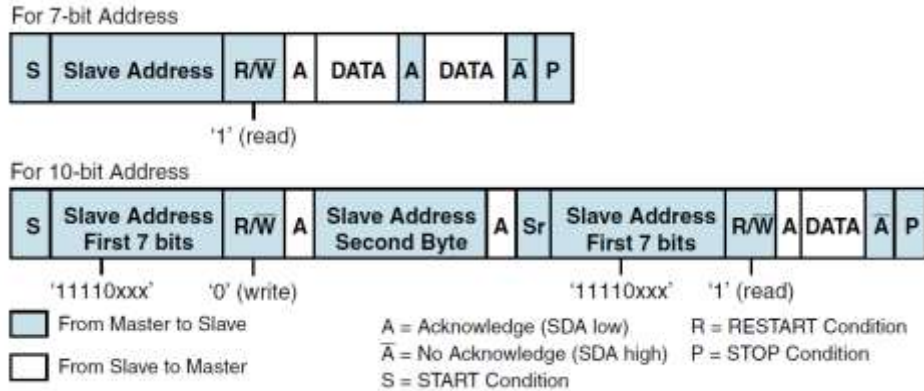 For 7-bit Address
S Slave Address R/W̅ A DATA A DATA A̅ P
'1' (read)
For 10-bit Address
S Slave Address First 7 bits R/W̅ A Slave Address Second Byte A Sr Slave Address First 7 bits R/W̅ A DATA A̅ P
'11110xxx' '0' (write) '11110xxx' '1' (read)
From Master to Slave
From Slave to Master
A = Acknowledge (SDA low)
A̅ = No Acknowledge (SDA high)
S = START Condition
R = RESTART Condition
P = STOP Condition